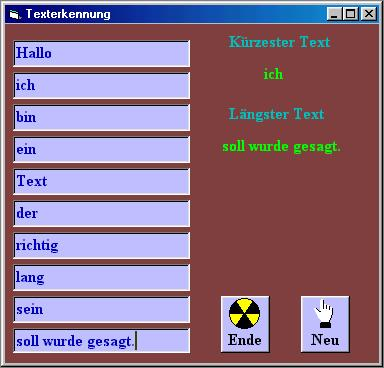 Texterkennung
Hallo
ich
bin
ein
Text
der
richtig
lang
sein
soll wurde gesagt.
Kürzester Text
ich
Längster Text
soll wurde gesagt.
Ende
Neu